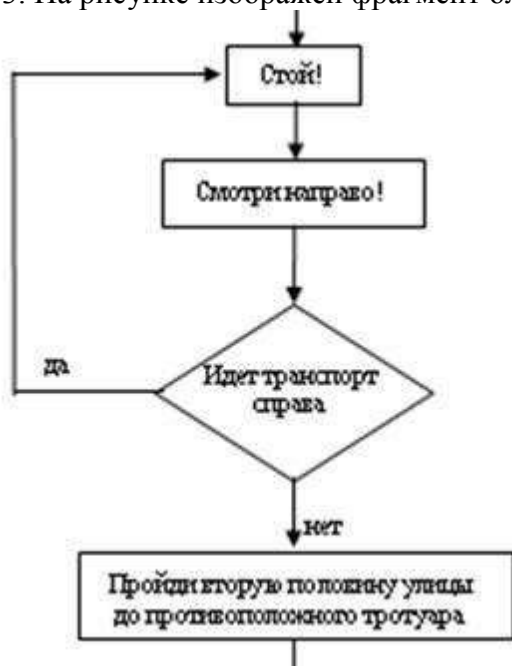 3. На рисунке изображен фрагмент
Стой!
Смотри направо!
Идет транспорт
справа
да
нет
Пройди вторую половину улицы
до противоположного тротуара